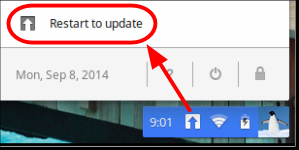 Restart to update
Mon, Sep 8, 2014 ?
9:01